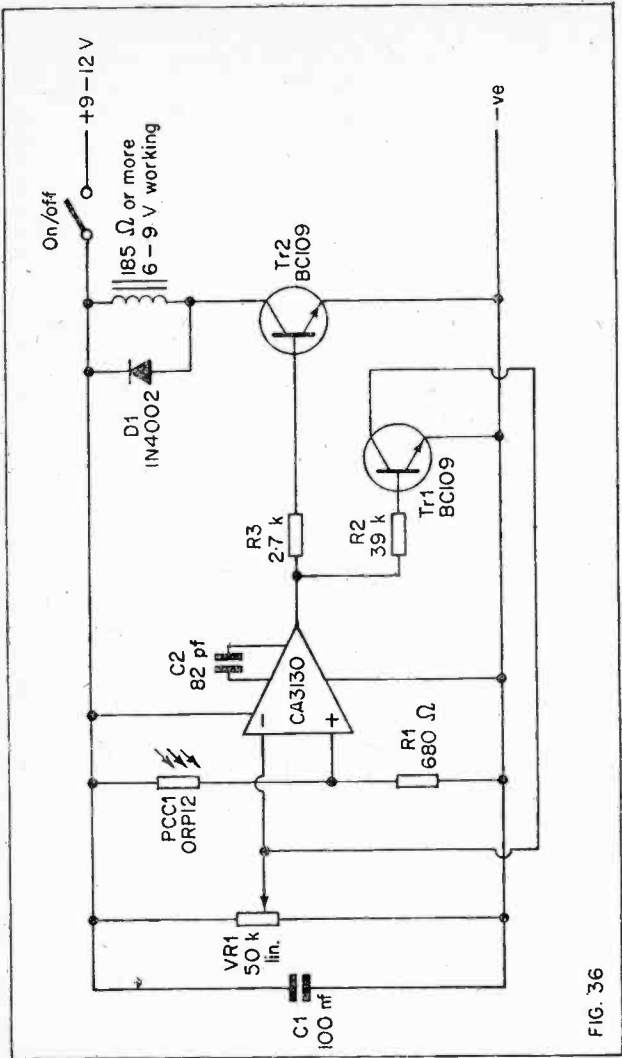 On/off
+9–12 V
185 Ω or more
6–9 V working
D1
1N4002
Tr2
BC109
R3
2·7 k
R2
39 k
Tr1
BC109
C2
82 pf
CA3130
−
+
PCC1
ORP12
R1
680 Ω
VR1
50 k
lin.
C1
100 nf
−ve
FIG. 36